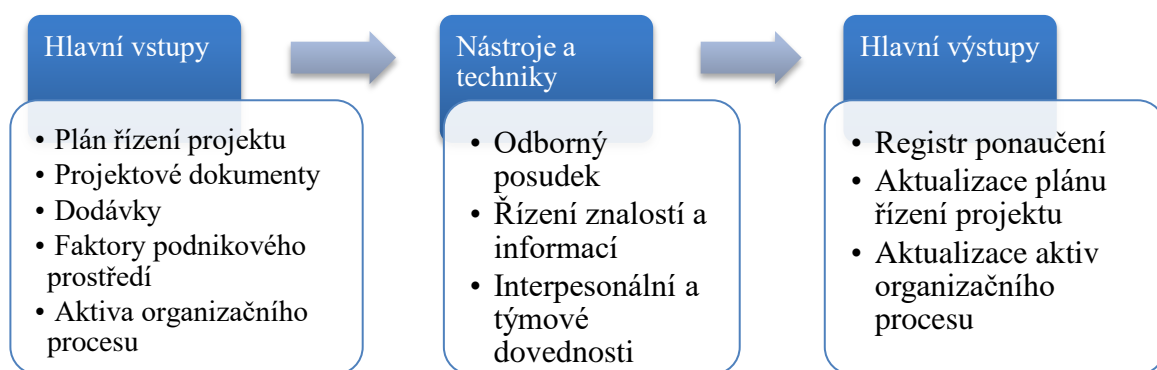 Hlavní vstupy
• Plán řízení projektu
• Projektové dokumenty
• Dodávky
• Faktory podnikového
prostředí
• Aktiva organizačního
procesu
Nástroje a
techniky
• Odborný
posudek
• Řízení znalostí a
informací
• Interpesonální a
týmové
dovednosti
Hlavní výstupy
• Registr ponaučení
• Aktualizace plánu
řízení projektu
• Aktualizace aktiv
organizačního
procesu